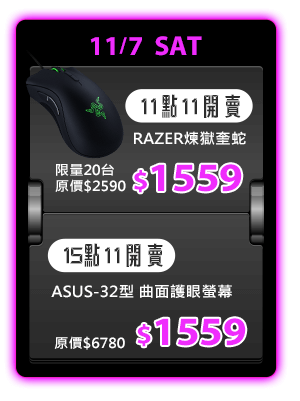 11/7 SAT
11點11開賣
RAZER煉獄奎蛇
限量20台
原價$2590 $1559
15點11開賣
ASUS-32型 曲面護眼螢幕
原價$6780 $1559